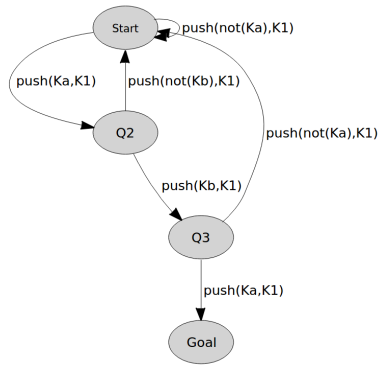 Start
push(not(Ka),K1)
push(Ka,K1)
push(not(Kb),K1)
Q2
push(not(Ka),K1)
push(Kb,K1)
Q3
push(Ka,K1)
Goal